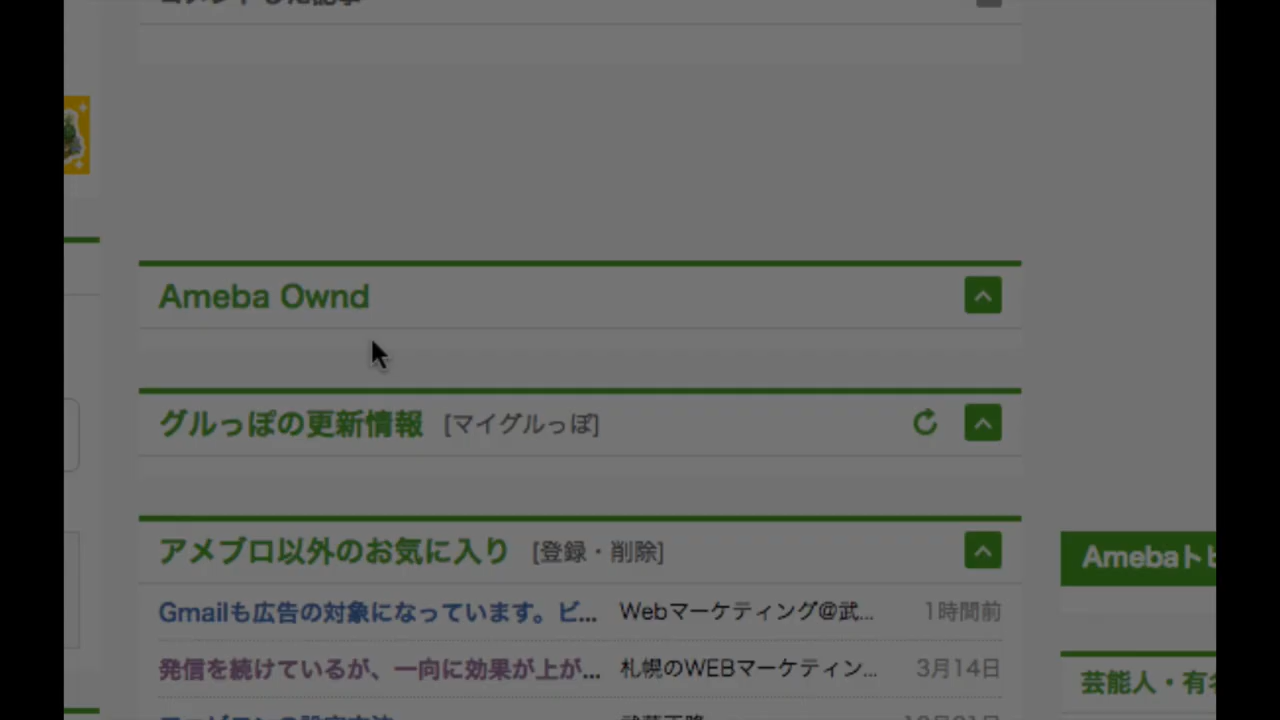 Ameba Ownd
グルっぽの更新情報 [マイグルっぽ]
アメブロ以外のお気に入り [登録・削除]
Gmailも広告の対象になっています。ビ... Webマーケティング@武... 1時間前
発信を続けているが、一向に効果が上が... 札幌のWEBマーケティン... 3月14日
Amebaト
芸能人・有